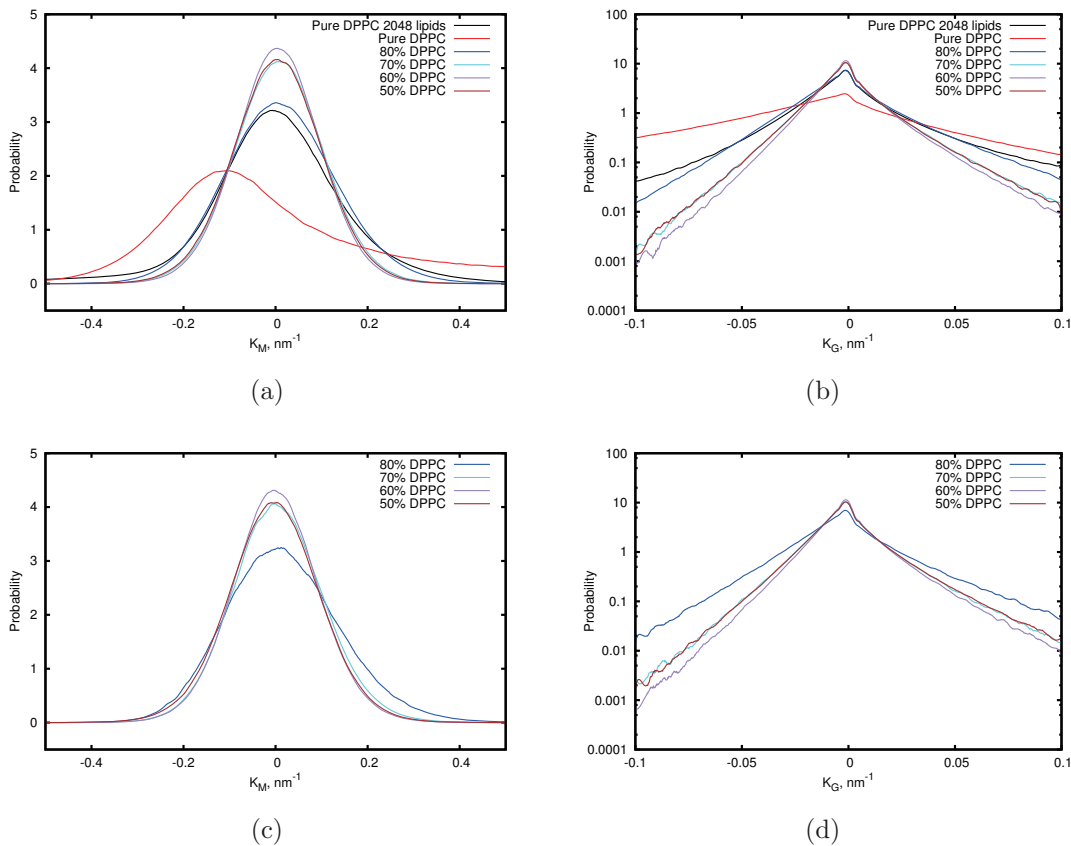 Pure DPPC 2048 lipids
Pure DPPC
80% DPPC
70% DPPC
60% DPPC
50% DPPC
5
4
3
2
1
0
Probability
-0.4
-0.2
0
0.2
0.4
K_M, nm^-1
(a)
Pure DPPC 2048 lipids
Pure DPPC
80% DPPC
70% DPPC
60% DPPC
50% DPPC
100
10
1
0.1
0.01
0.001
0.0001
Probability
-0.1
-0.05
0
0.05
0.1
K_G, nm^-1
(b)
80% DPPC
70% DPPC
60% DPPC
50% DPPC
5
4
3
2
1
0
Probability
-0.4
-0.2
0
0.2
0.4
K_M, nm^-1
(c)
80% DPPC
70% DPPC
60% DPPC
50% DPPC
100
10
1
0.1
0.01
0.001
0.0001
Probability
-0.1
-0.05
0
0.05
0.1
K_G, nm^-1
(d)